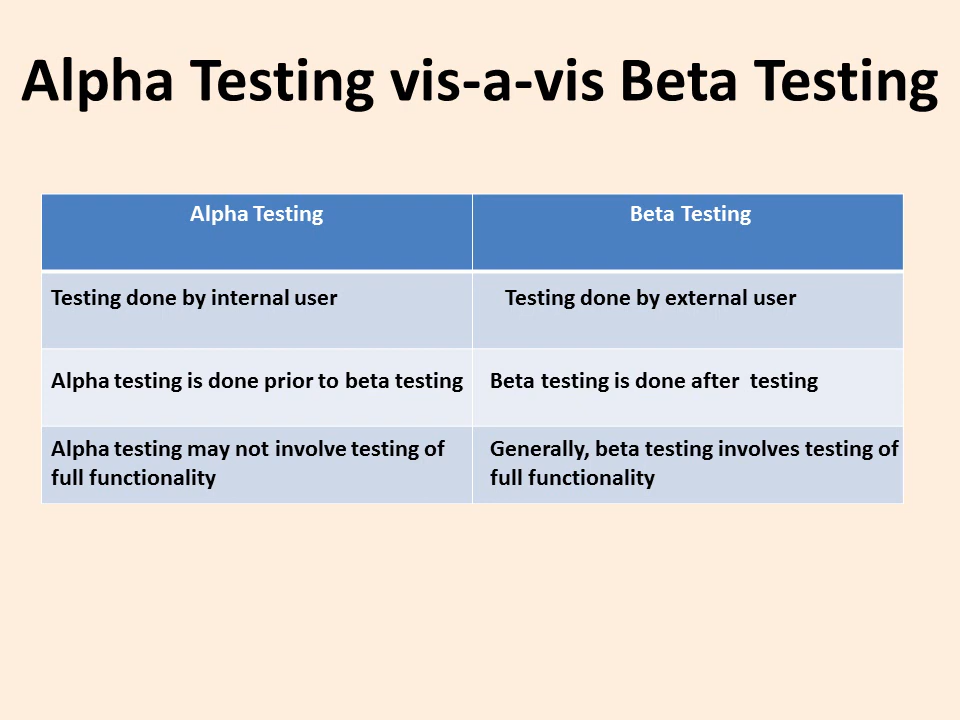 Alpha Testing vis-a-vis Beta Testing
Alpha Testing
Beta Testing
Testing done by internal user
Testing done by external user
Alpha testing is done prior to beta testing
Beta testing is done after  testing
Alpha testing may not involve testing of
full functionality
Generally, beta testing involves testing of
full functionality